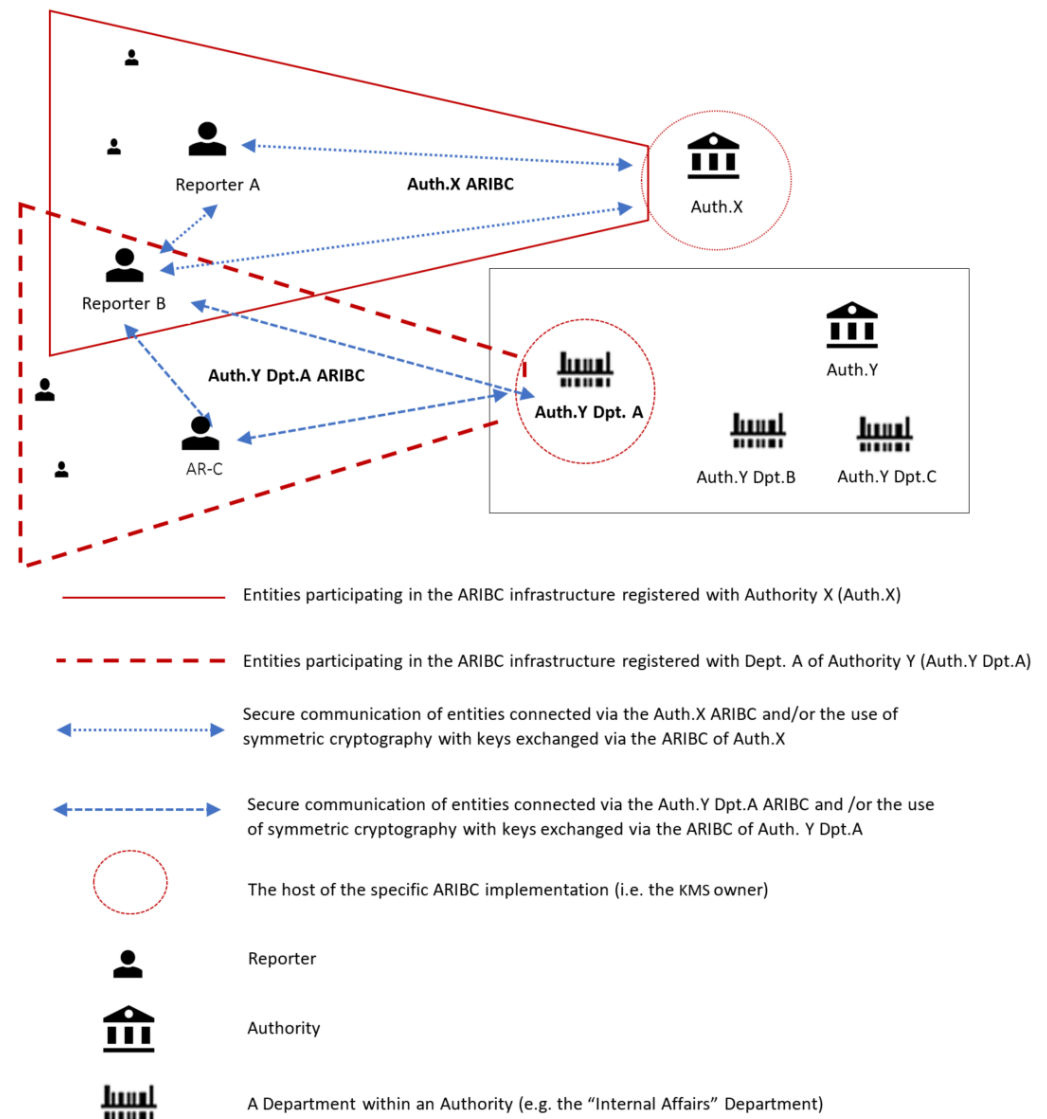 Reporter A
Auth.X ARIBC
Auth.X
Reporter B
Auth.Y
Auth.Y Dpt.A ARIBC
Auth.Y Dpt. A
AR-C
Auth.Y Dpt.B
Auth.Y Dpt.C
Entities participating in the ARIBC infrastructure registered with Authority X (Auth.X)
Entities participating in the ARIBC infrastructure registered with Dept. A of Authority Y (Auth.Y Dpt.A)
Secure communication of entities connected via the Auth.X ARIBC and/or the use of
symmetric cryptography with keys exchanged via the ARIBC of Auth.X
Secure communication of entities connected via the Auth.Y Dpt.A ARIBC and /or the use
of symmetric cryptography with keys exchanged via the ARIBC of Auth. Y Dpt.A
The host of the specific ARIBC implementation (i.e. the KMS owner)
Reporter
Authority
A Department within an Authority (e.g. the “Internal Affairs” Department)